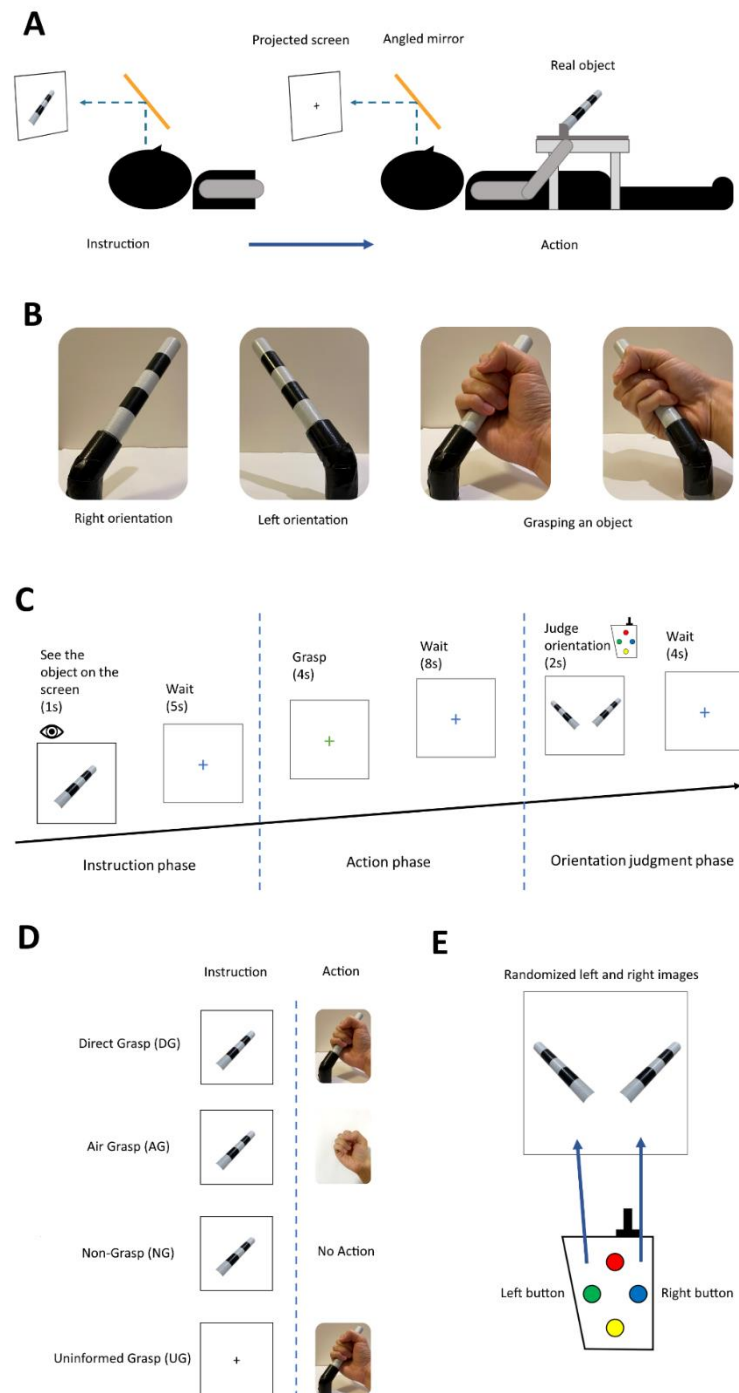 A
Projected screen
Angled mirror
Real object
Instruction
Action
B
Right orientation
Left orientation
Grasping an object
C
See the
object on the
screen
(1s)
Wait
(5s)
Grasp
(4s)
Wait
(8s)
Judge
orientation
(2s)
Wait
(4s)
Instruction phase
Action phase
Orientation judgment phase
D
Instruction
Action
Direct Grasp (DG)
Air Grasp (AG)
Non-Grasp (NG)
No Action
Uninformed Grasp (UG)
E
Randomized left and right images
Left button
Right button